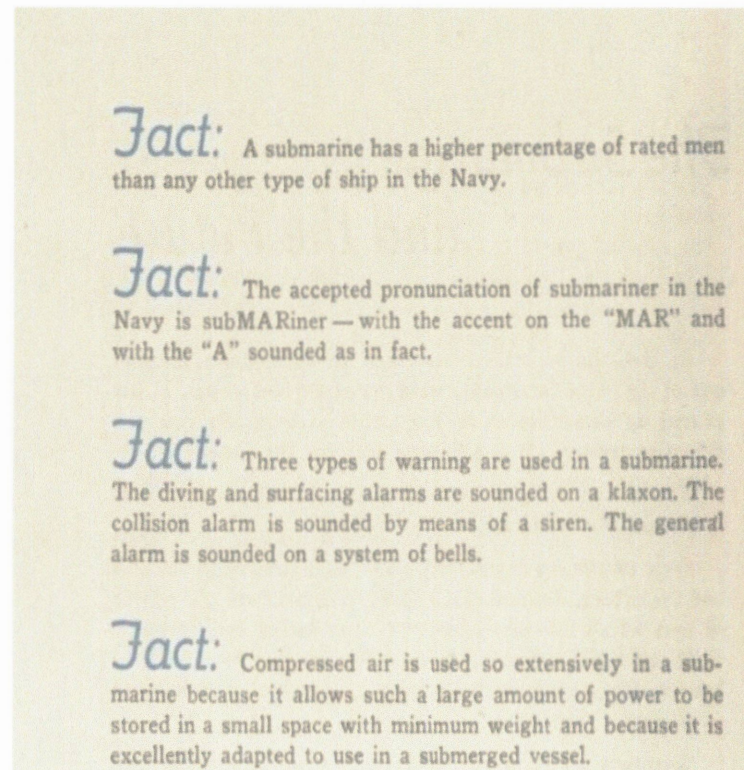 Fact: A submarine has a higher percentage of rated men
than any other type of ship in the Navy.
Fact: The accepted pronunciation of submariner in the
Navy is subMARiner — with the accent on the “MAR” and
with the “A” sounded as in fact.
Fact: Three types of warning are used in a submarine.
The diving and surfacing alarms are sounded on a klaxon. The
collision alarm is sounded by means of a siren. The general
alarm is sounded on a system of bells.
Fact: Compressed air is used so extensively in a sub-
marine because it allows such a large amount of power to be
stored in a small space with minimum weight and because it is
excellently adapted to use in a submerged vessel.